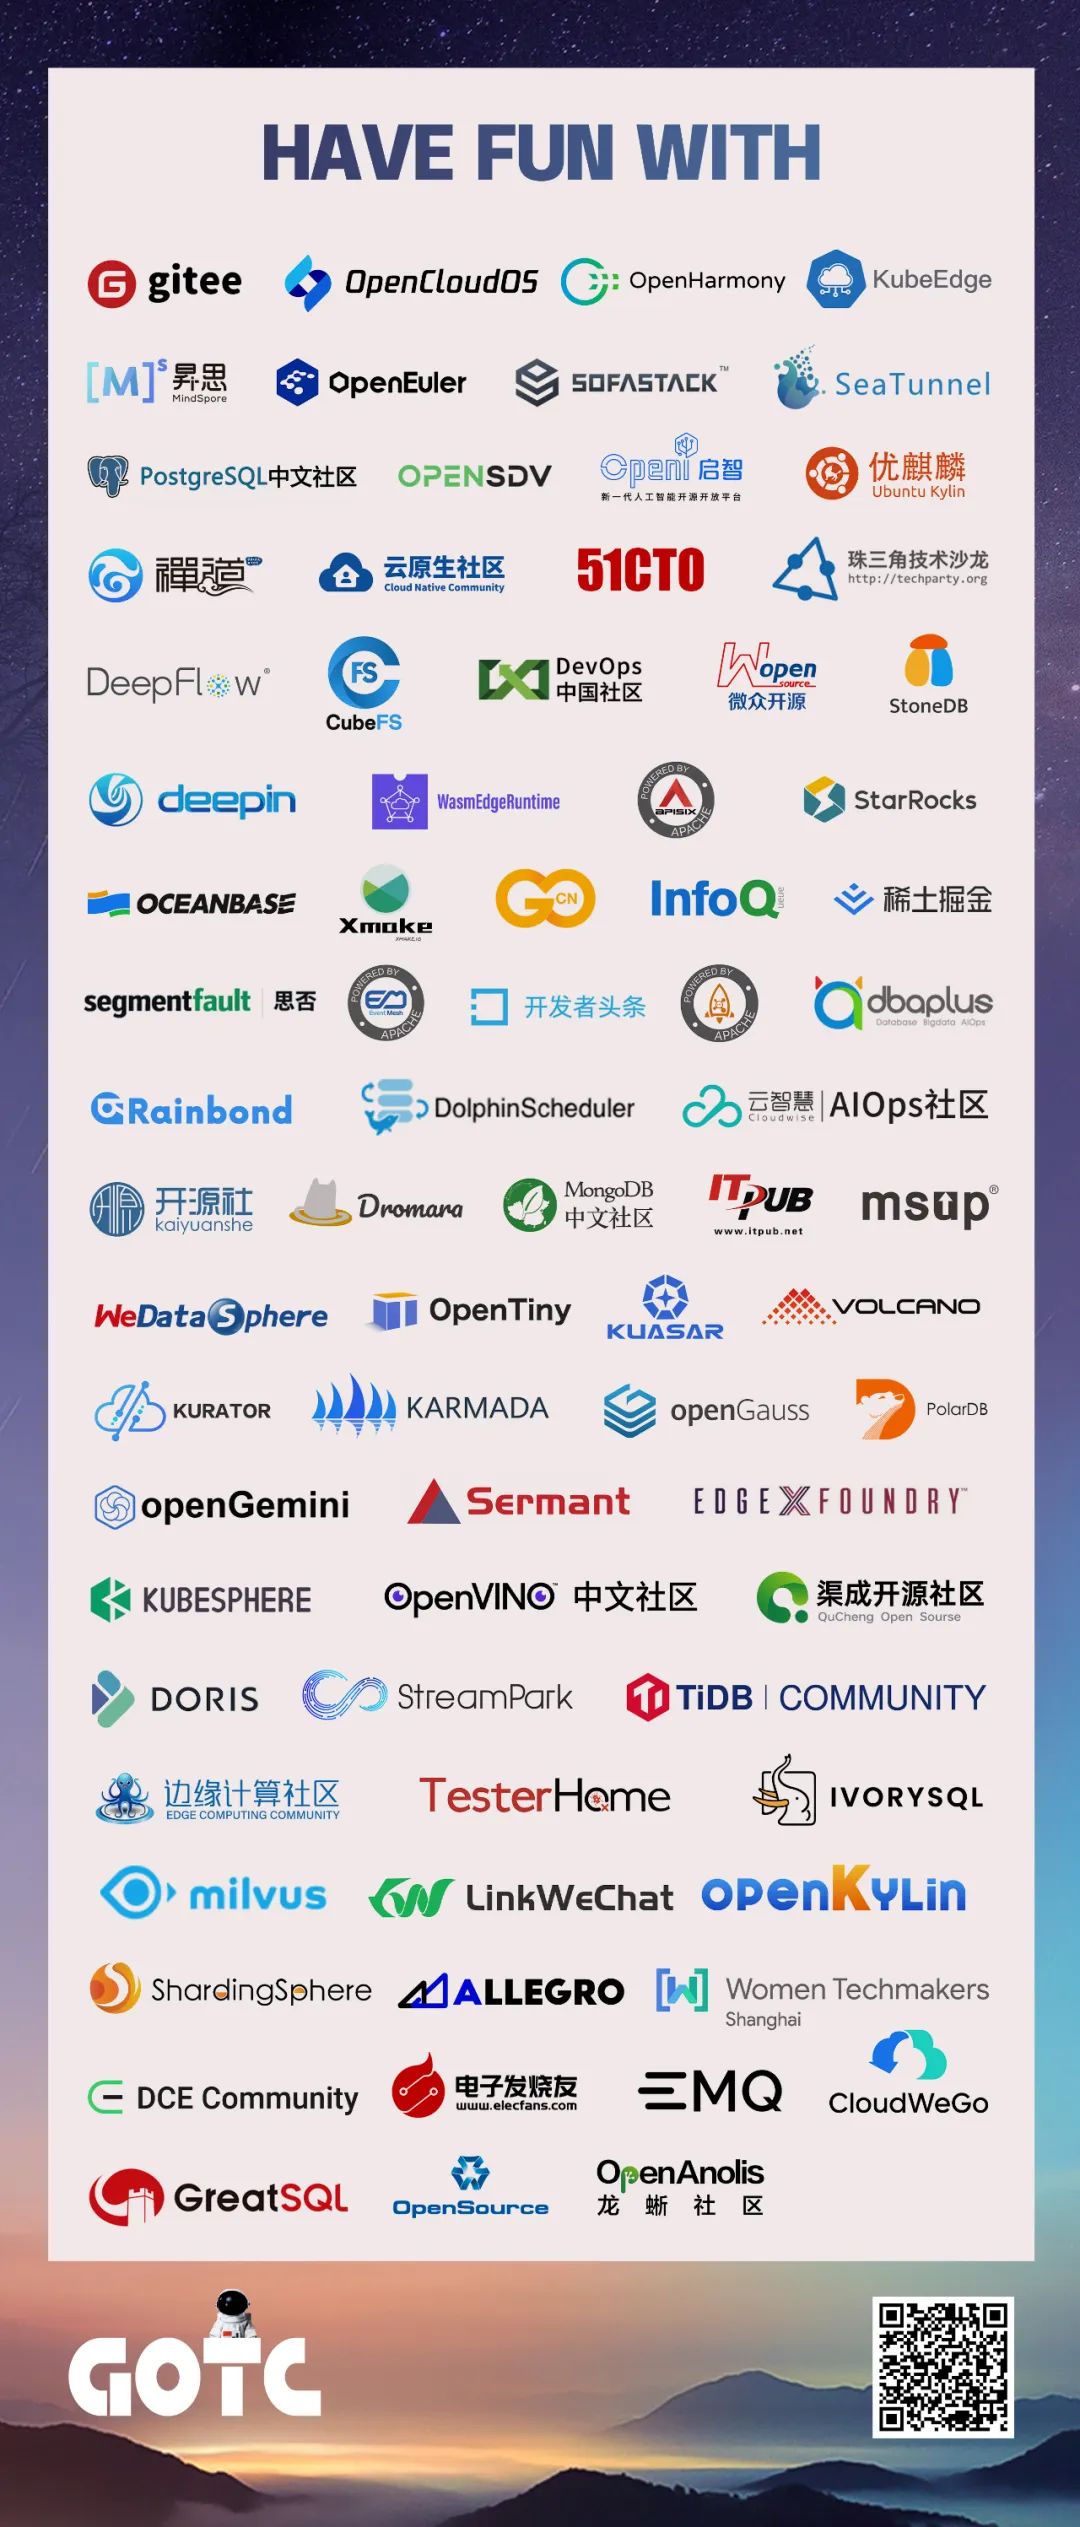 HAVE FUN WITH
gitee
OpenCloudOS
OpenHarmony
KubeEdge
[M]s 昇思
MindSpore
OpenEuler
SOFASTACK™
SeaTunnel
PostgreSQL中文社区
OPENSDV
OpenI 启智
新一代人工智能开源开放平台
优麒麟
Ubuntu Kylin
禅道
云原生社区
Cloud Native Community
51CTO
珠三角技术沙龙
http://techparty.org
DeepFlow®
FS
CubeFS
DevOps
中国社区
Wopen
source
微众开源
StoneDB
deepin
WasmEdgeRuntime
POWERED BY
APISIX
APACHE
StarRocks
OCEANBASE
Xmake
XMAKE.IO
GO CN
InfoQ
稀土掘金
segmentfault | 思否
POWERED BY
EM
Event Mesh
APACHE
开发者头条
POWERED BY
APACHE
dbaplus
Database Bigdata AIOps
Rainbond
DolphinScheduler
云智慧
Cloudwise
AIOps社区
开源社
kaiyuanshe
Dromara
MongoDB
中文社区
ITPUB
www.itpub.net
msup®
WeDataSphere
OpenTiny
KUASAR
VOLCANO
KURATOR
KARMADA
openGauss
PolarDB
openGemini
Sermant
EDGE X FOUNDRY™
KUBESPHERE
OpenVINO™ 中文社区
渠成开源社区
QuCheng Open Sourse
DORIS
StreamPark
TiDB | COMMUNITY
边缘计算社区
EDGE COMPUTING COMMUNITY
TesterHome
IVORYSQL
milvus
LinkWeChat
openKylin
ShardingSphere
ALLEGRO
Women Techmakers
Shanghai
DCE Community
电子发烧友
www.elecfans.com
EMQ
CloudWeGo
GreatSQL
OpenSource
OpenAnolis
龙蜥社区
GOTC